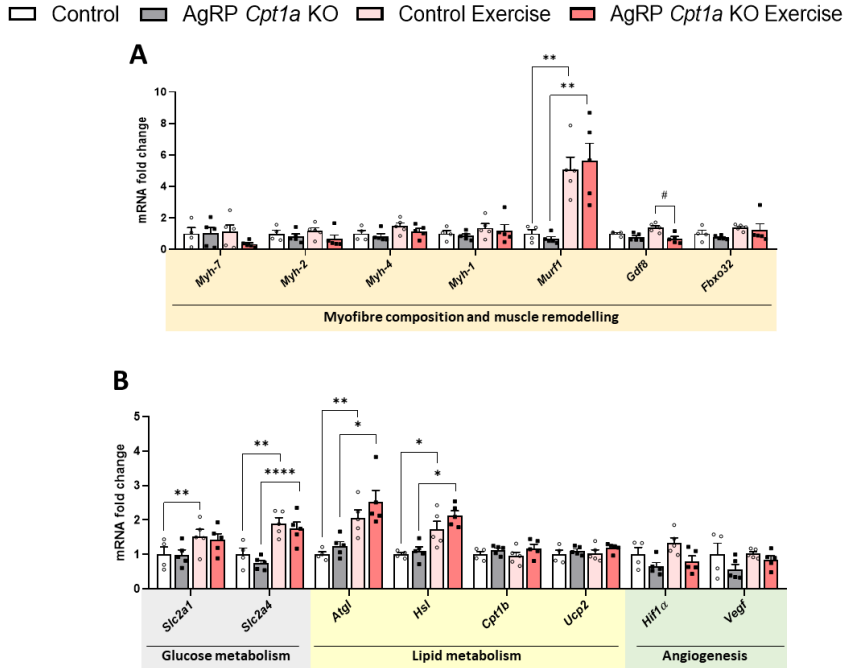 Control AgRP Cpt1a KO Control Exercise AgRP Cpt1a KO Exercise
A
mRNA fold change
10
8
6
4
2
0
** 
**
#
Myh-7 Myh-2 Myh-4 Myh-1 Murf1 Gdf8 Fbxo32
Myofibre composition and muscle remodelling
B
mRNA fold change
5
4
3
2
1
0
**
**
****
**
*
*
*
Slc2a1 Slc2a4 Atgl Hsl Cpt1b Ucp2 Hif1α Vegf
Glucose metabolism Lipid metabolism Angiogenesis